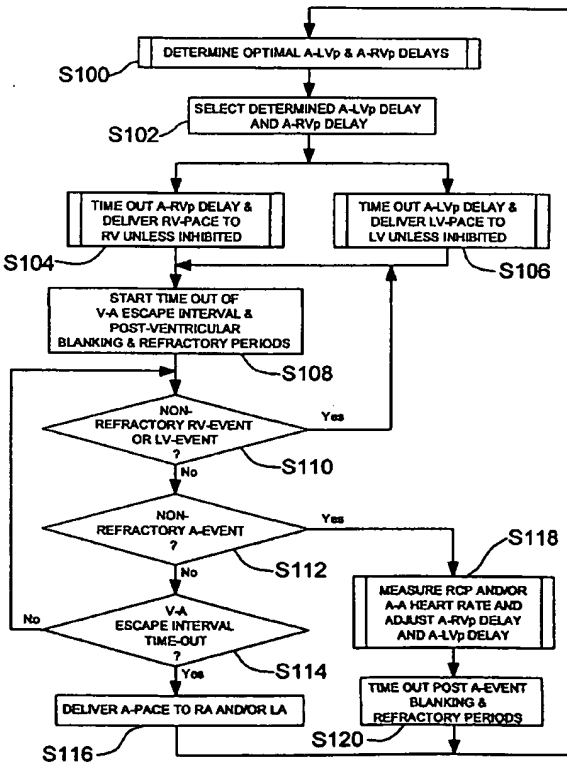 DETERMINE OPTIMAL A-LVp & A-RVp DELAYS
S100
SELECT DETERMINED A-LVp DELAY
AND A-RVp DELAY
S102
TIME OUT A-RVp DELAY &
DELIVER RV-PACE TO
RV UNLESS INHIBITED
S104
TIME OUT A-LVp DELAY &
DELIVER LV-PACE TO
LV UNLESS INHIBITED
S106
START TIME OUT OF
V-A ESCAPE INTERVAL &
POST-VENTRICULAR
BLANKING & REFRACTORY PERIODS
S108
NON-
REFRACTORY RV-EVENT
OR LV-EVENT
?
Yes
S110
No
NON-
REFRACTORY A-EVENT
?
Yes
S112
No
S118
MEASURE RCP AND/OR
A-A HEART RATE AND
ADJUST A-RVp DELAY
AND A-LVp DELAY
No
V-A
ESCAPE INTERVAL
TIME-OUT
?
S114
Yes
DELIVER A-PACE TO RA AND/OR LA
S116
TIME OUT POST A-EVENT
BLANKING &
REFRACTORY PERIODS
S120